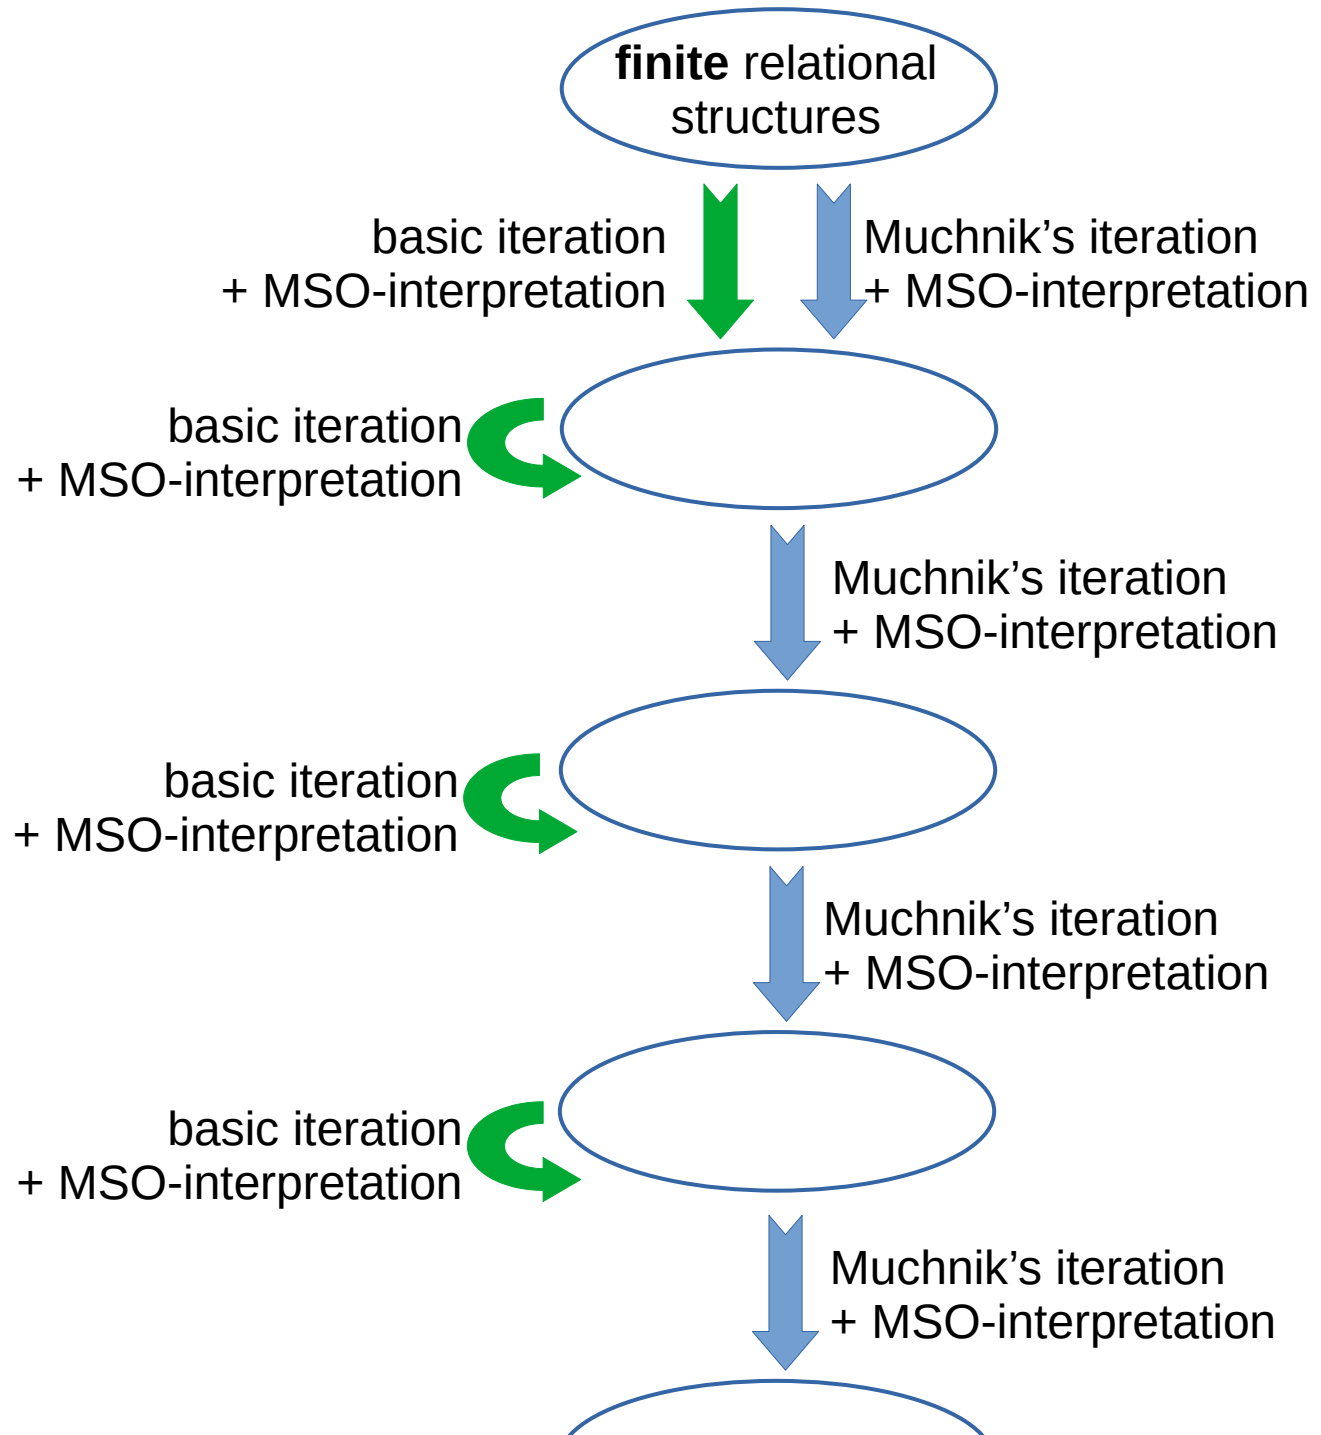 finite relational
structures
basic iteration
+ MSO-interpretation
Muchnik’s iteration
+ MSO-interpretation
basic iteration
+ MSO-interpretation
Muchnik’s iteration
+ MSO-interpretation
basic iteration
+ MSO-interpretation
Muchnik’s iteration
+ MSO-interpretation
basic iteration
+ MSO-interpretation
Muchnik’s iteration
+ MSO-interpretation